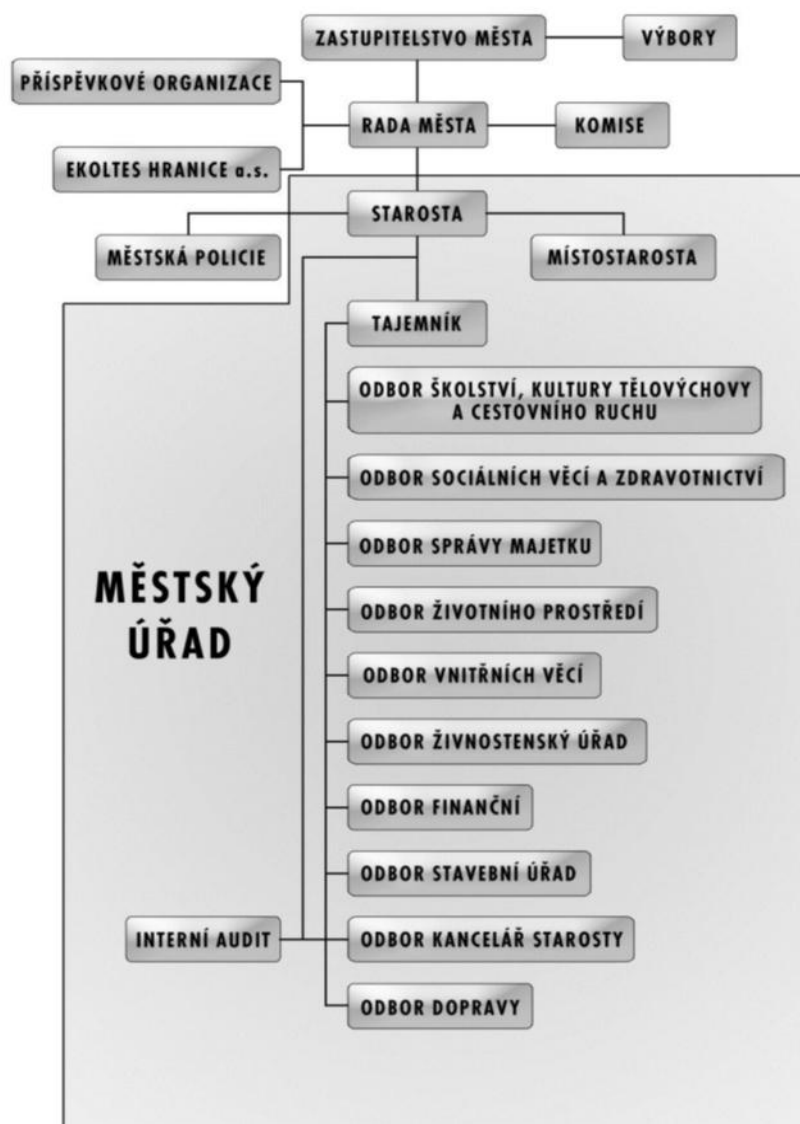 ZASTUPITELSTVO MĚSTA
VÝBORY
PŘÍSPĚVKOVÉ ORGANIZACE
RADA MĚSTA
KOMISE
EKOLTES HRANICE a.s.
STAROSTA
MĚSTSKÁ POLICIE
MÍSTOSTAROSTA
TAJEMNÍK
ODBOR ŠKOLSTVÍ, KULTURY TĚLOVÝCHOVY
A CESTOVNÍHO RUCHU
ODBOR SOCIÁLNÍCH VĚCÍ A ZDRAVOTNICTVÍ
ODBOR SPRÁVY MAJETKU
MĚSTSKÝ
ÚŘAD
ODBOR ŽIVOTNÍHO PROSTŘEDÍ
ODBOR VNITŘNÍCH VĚCÍ
ODBOR ŽIVNOSTENSKÝ ÚŘAD
ODBOR FINANČNÍ
ODBOR STAVEBNÍ ÚŘAD
INTERNÍ AUDIT
ODBOR KANCELÁŘ STAROSTY
ODBOR DOPRAVY